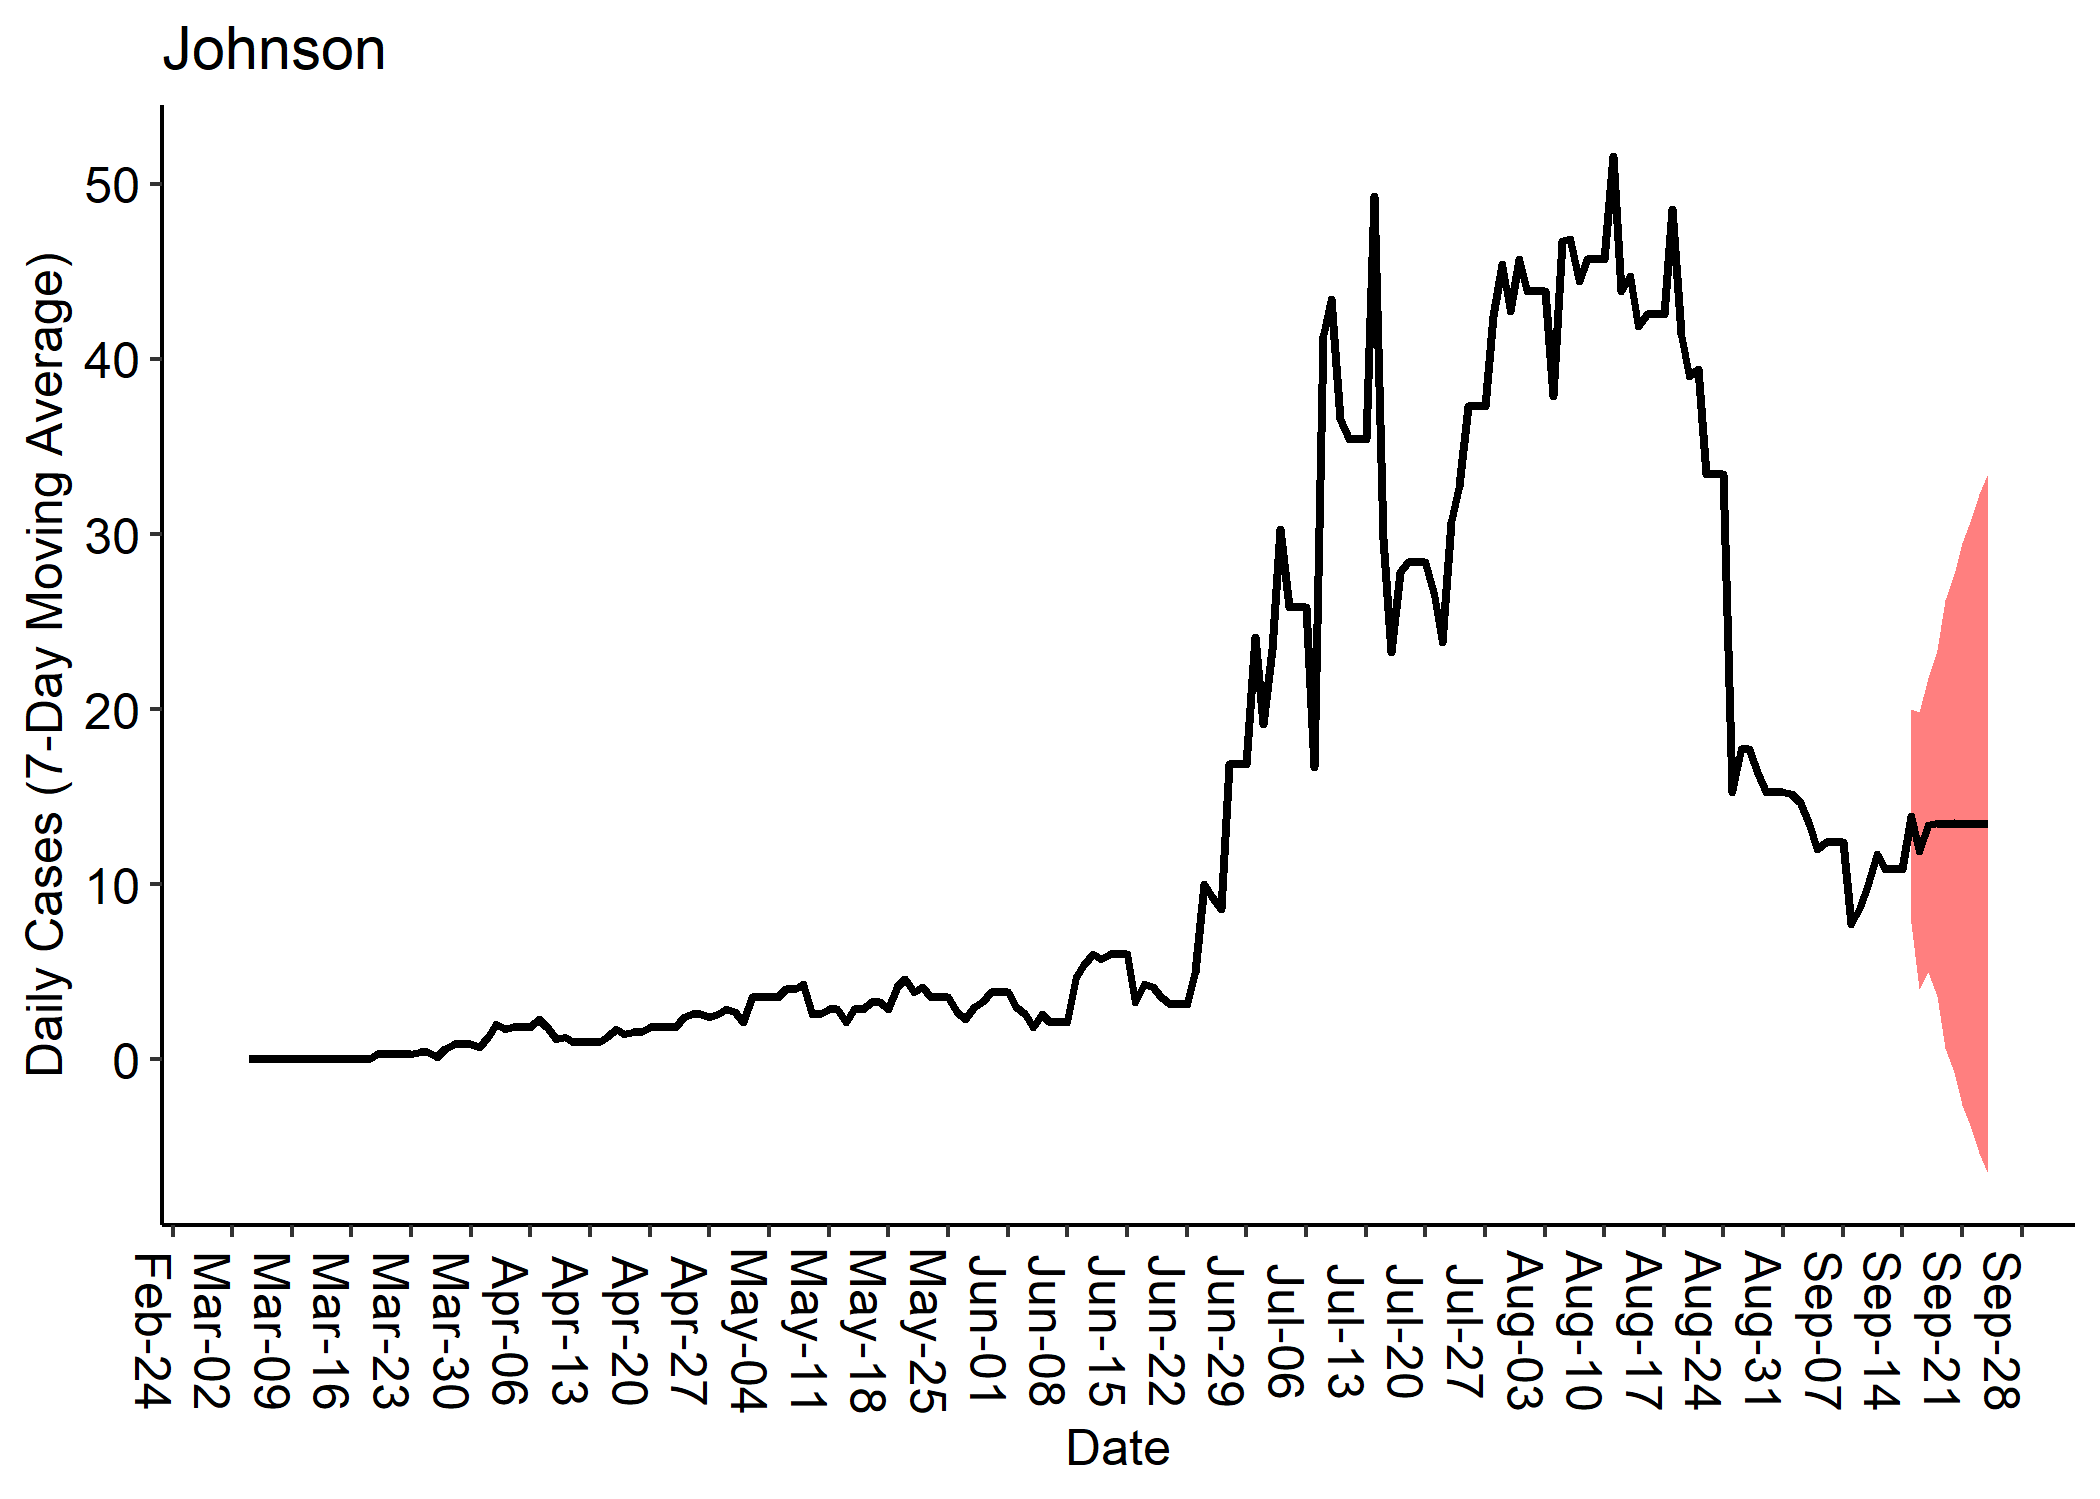 Johnson
Daily Cases (7-Day Moving Average)
50
40
30
20
10
0
Feb-24
Mar-02
Mar-09
Mar-16
Mar-23
Mar-30
Apr-06
Apr-13
Apr-20
Apr-27
May-04
May-11
May-18
May-25
Jun-01
Jun-08
Jun-15
Jun-22
Jun-29
Jul-06
Jul-13
Jul-20
Jul-27
Aug-03
Aug-10
Aug-17
Aug-24
Aug-31
Sep-07
Sep-14
Sep-21
Sep-28
Date